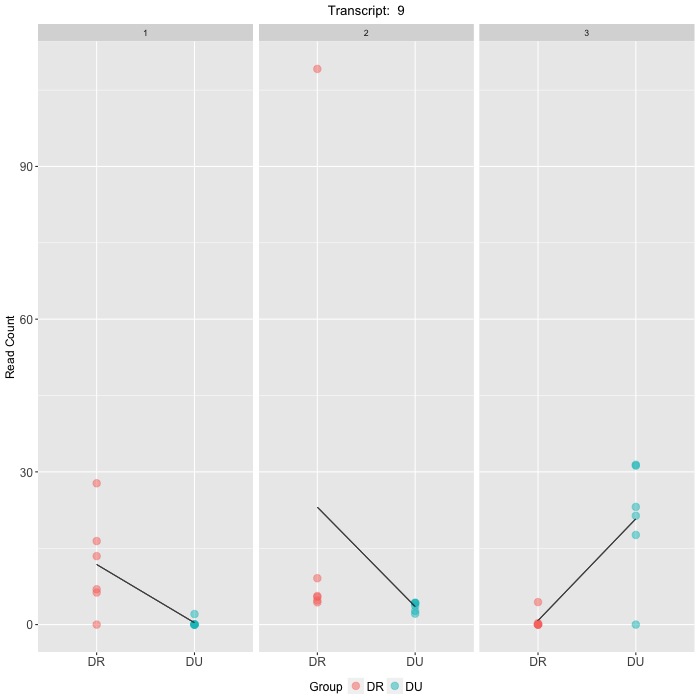 Transcript:  9
1 2 3
Read Count
90
60
30
0
DR DU DR DU DR DU
Group DR DU